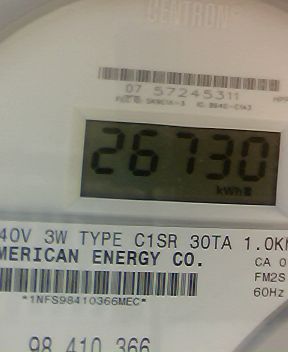 CENTRON
07 57245311
26730
kWh
40V 3W TYPE C1SR 30TA 1.0K
MERICAN ENERGY CO.
CA 0
FM2S
60Hz
*1NFS98410366MEC*
98 410 366